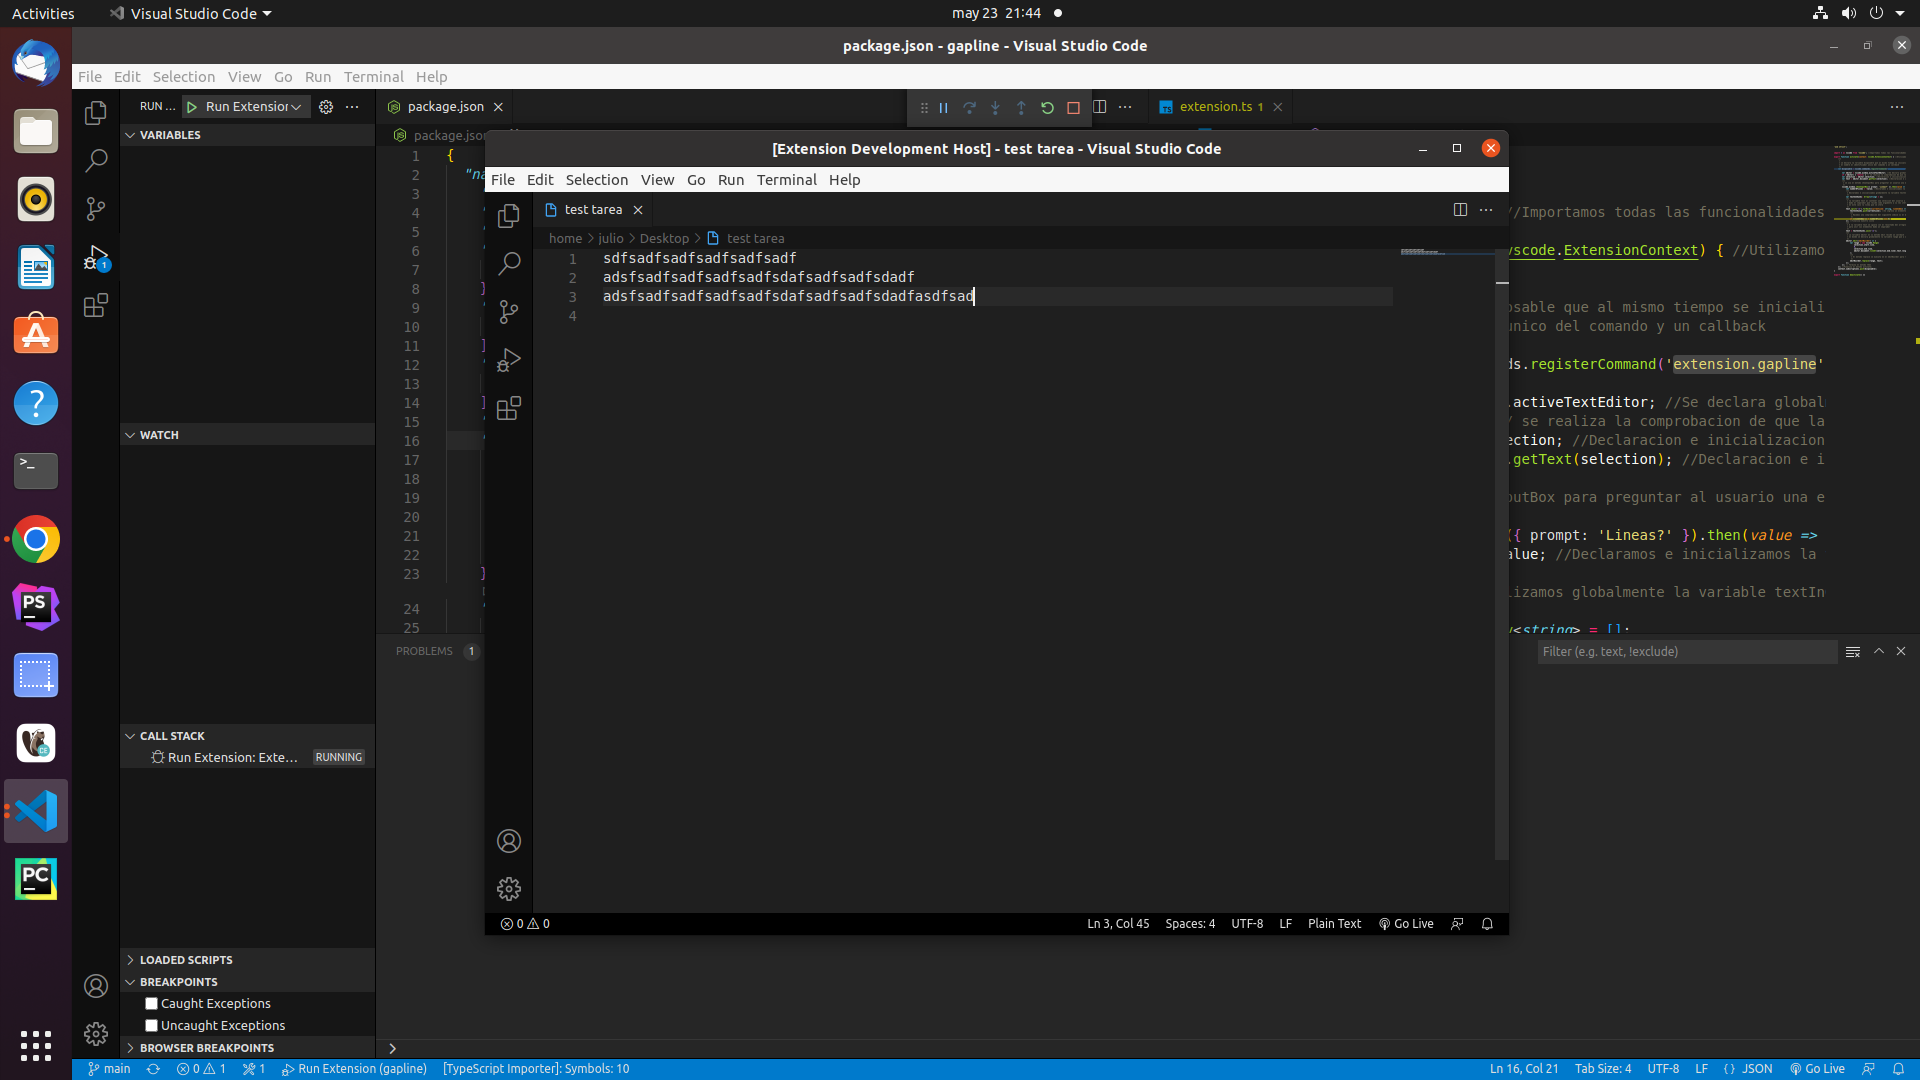 Activities
Visual Studio Code
may 23 21:44
package.json - gapline - Visual Studio Code
File Edit Selection View Go Run Terminal Help
RUN ...
Run Extension
package.json
extension.ts 1
VARIABLES
package.json
1 {
2
3
4
5
6
7
8 }
9
10
11 ]
12
13
14 ]
15
16
17
18
19
20
21
22
23 }
24
25
WATCH
CALL STACK
Run Extension: Exte...
RUNNING
LOADED SCRIPTS
BREAKPOINTS
Caught Exceptions
Uncaught Exceptions
BROWSER BREAKPOINTS
PROBLEMS 1
[Extension Development Host] - test tarea - Visual Studio Code
File Edit Selection View Go Run Terminal Help
test tarea
home > julio > Desktop > test tarea
1 sdfsadfsadfsadfsadfsadf
2 adsfsadfsadfsadfsadfsdafsadfsadfsdadf
3 adsfsadfsadfsadfsadfsdafsadfsadfsdadfasdfsad
4
0 0
Ln 3, Col 45
Spaces: 4
UTF-8
LF
Plain Text
Go Live
//Importamos todas las funcionalidades
vscode.ExtensionContext) { //Utilizamo
osable que al mismo tiempo se iniciali
unico del comando y un callback
ds.registerCommand('extension.gapline'
.activeTextEditor; //Se declara global
/ se realiza la comprobacion de que la
ection; //Declaracion e inicializacion
.getText(selection); //Declaracion e i
outBox para preguntar al usuario una e
({ prompt: 'Lineas?' }).then(value =>
alue; //Declaramos e inicializamos la
lizamos globalmente la variable textIn
y<string> = [];
Filter (e.g. text, !exclude)
main
0 1
1
Run Extension (gapline)
[TypeScript Importer]: Symbols: 10
Ln 16, Col 21
Tab Size: 4
UTF-8
LF
{ } JSON
Go Live